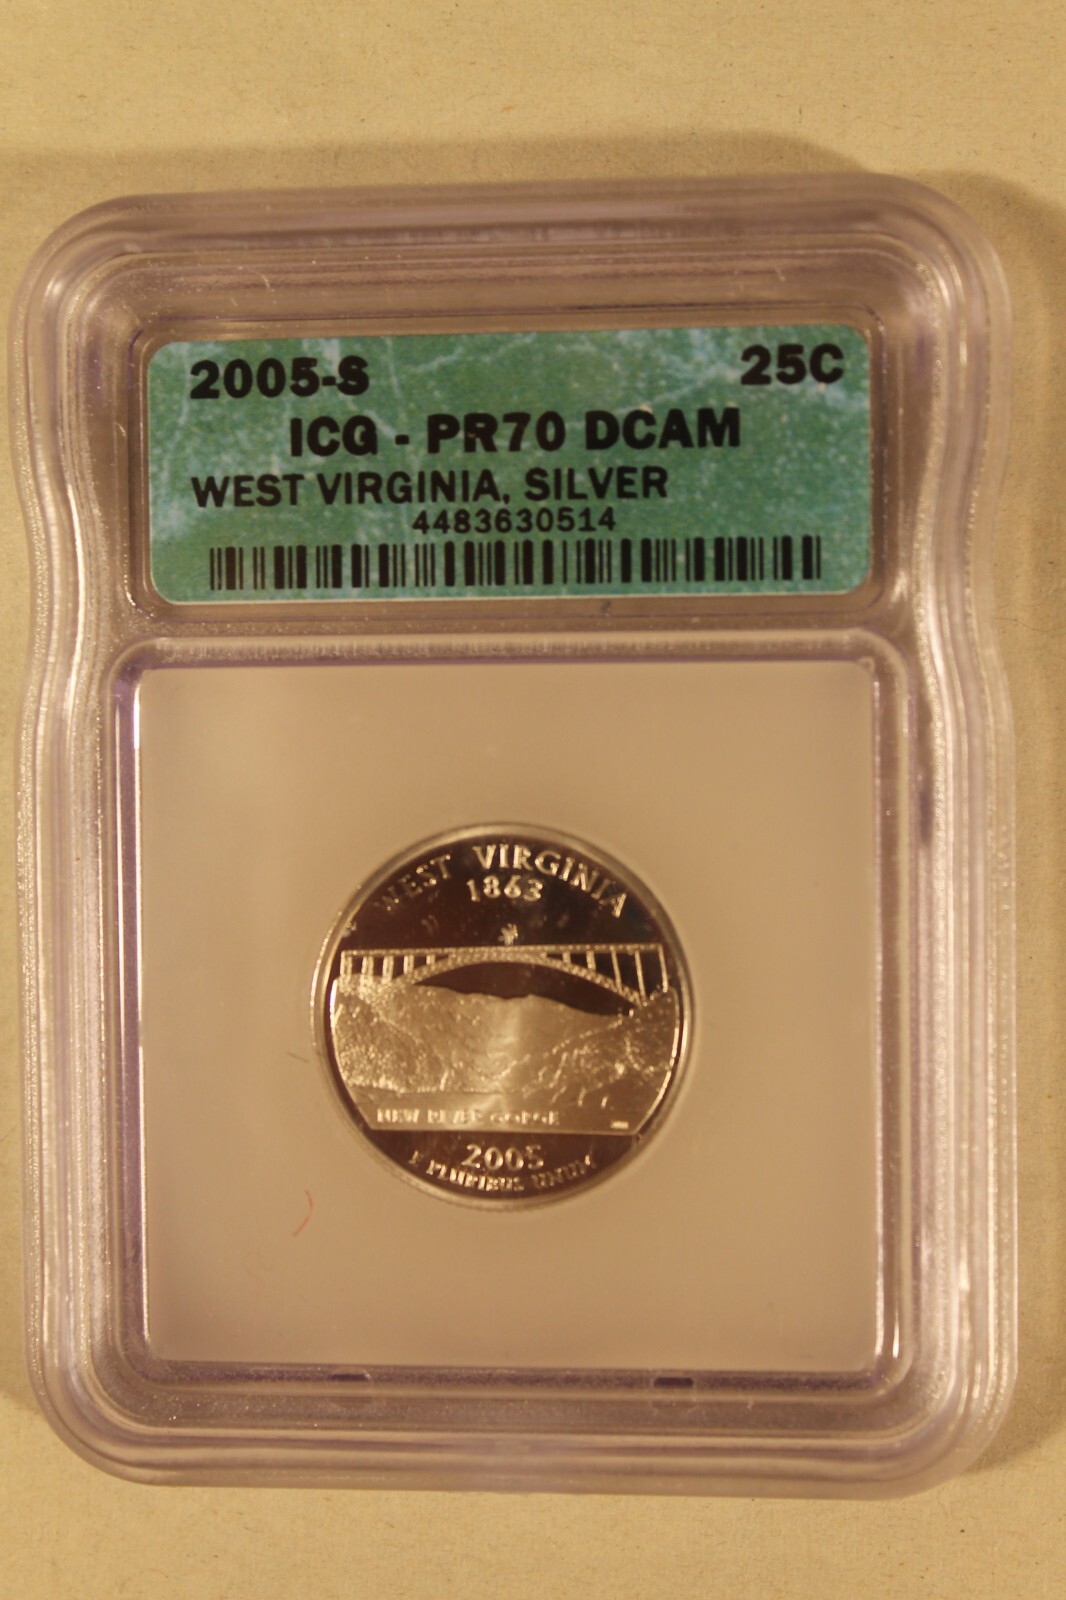 2005-S 25C
ICG - PR70 DCAM
WEST VIRGINIA, SILVER
4483630514
WEST VIRGINIA
1863
NEW RIVER GORGE
2005
E PLURIBUS UNUM